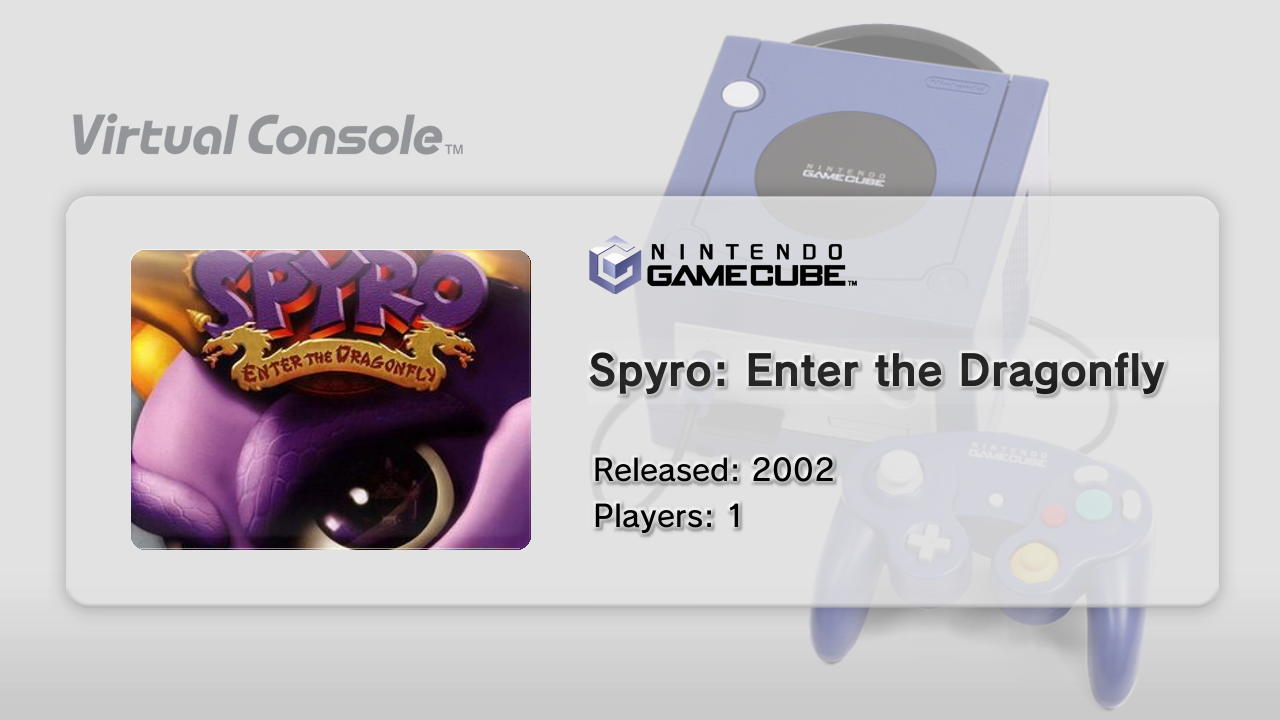 Virtual Console™
Nintendo
NINTENDO
GAMECUBE
NINTENDO
GAMECUBE™
SPYRO
ENTER THE DRAGONFLY
Spyro: Enter the Dragonfly
Released: 2002
Players: 1
NINTENDO
GAMECUBE